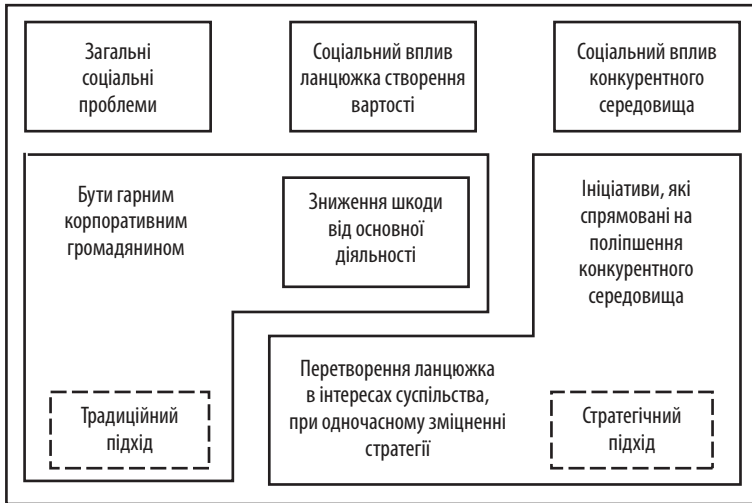 Загальні
соціальні
проблеми
Соціальний вплив
ланцюжка створення
вартості
Соціальний вплив
конкурентного
середовища
Бути гарним
корпоративним
громадянином
Зниження шкоди
від основної
діяльності
Ініціативи, які
спрямовані на
поліпшення
конкурентного
середовища
Традиційний
підхід
Перетворення ланцюжка
в інтересах суспільства,
при одночасному зміцненні
стратегії
Стратегічний
підхід